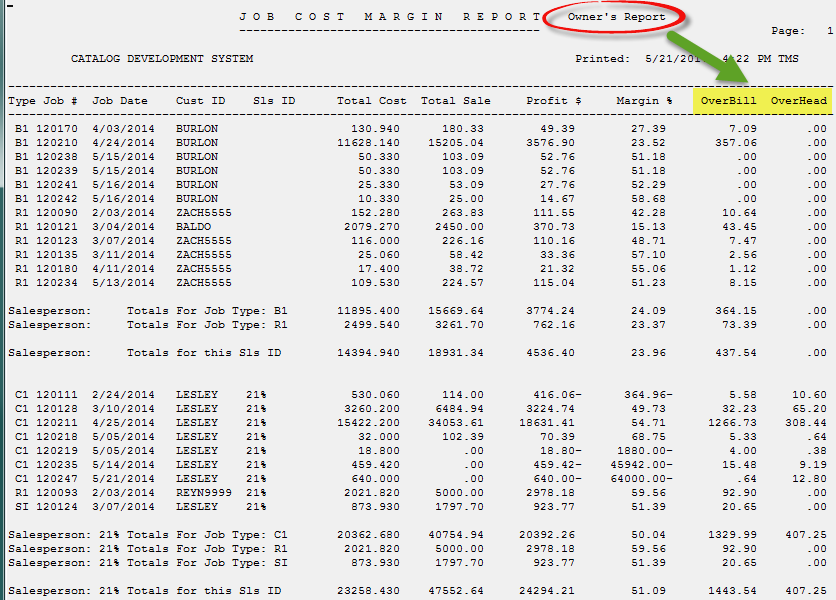 J O B   C O S T   M A R G I N   R E P O R T   Owner's Report
Page: 1
CATALOG DEVELOPMENT SYSTEM   Printed: 5/21/201 4:22 PM TMS
Type Job # Job Date Cust ID Sls ID Total Cost Total Sale Profit $ Margin % OverBill OverHead
B1 120170 4/03/2014 BURLON 130.940 180.33 49.39 27.39 7.09 .00
B1 120210 4/24/2014 BURLON 11628.140 15205.04 3576.90 23.52 357.06 .00
B1 120238 5/15/2014 BURLON 50.330 103.09 52.76 51.18 .00 .00
B1 120239 5/15/2014 BURLON 50.330 103.09 52.76 51.18 .00 .00
B1 120241 5/16/2014 BURLON 25.330 53.09 27.76 52.29 .00 .00
B1 120242 5/16/2014 BURLON 10.330 25.00 14.67 58.68 .00 .00
R1 120090 2/03/2014 ZACH5555 152.280 263.83 111.55 42.28 10.64 .00
R1 120121 3/04/2014 BALDO 2079.270 2450.00 370.73 15.13 43.45 .00
R1 120123 3/07/2014 ZACH5555 116.000 226.16 110.16 48.71 7.47 .00
R1 120135 3/11/2014 ZACH5555 25.060 58.42 33.36 57.10 2.56 .00
R1 120180 4/11/2014 ZACH5555 17.400 38.72 21.32 55.06 1.12 .00
R1 120234 5/13/2014 ZACH5555 109.530 224.57 115.04 51.23 8.15 .00
Salesperson: Totals For Job Type: B1 11895.400 15669.64 3774.24 24.09 364.15 .00
Salesperson: Totals For Job Type: R1 2499.540 3261.70 762.16 23.37 73.39 .00
Salesperson: Totals for this Sls ID 14394.940 18931.34 4536.40 23.96 437.54 .00
C1 120111 2/24/2014 LESLEY 21% 530.060 114.00 416.06- 364.96- 5.58 10.60
C1 120128 3/10/2014 LESLEY 21% 3260.200 6484.94 3224.74 49.73 32.23 65.20
C1 120211 4/25/2014 LESLEY 21% 15422.200 34053.61 18631.41 54.71 1266.73 308.44
C1 120218 5/05/2014 LESLEY 21% 32.000 102.39 70.39 68.75 5.33 .64
C1 120219 5/05/2014 LESLEY 21% 18.800 .00 18.80- 1880.00- 4.00 .38
C1 120235 5/14/2014 LESLEY 21% 459.420 .00 459.42- 45942.00- 15.48 9.19
C1 120247 5/21/2014 LESLEY 21% 640.000 .00 640.00- 64000.00- .64 12.80
R1 120093 2/03/2014 REYN9999 21% 2021.820 5000.00 2978.18 59.56 92.90 .00
SI 120124 3/07/2014 LESLEY 21% 873.930 1797.70 923.77 51.39 20.65 .00
Salesperson: 21% Totals For Job Type: C1 20362.680 40754.94 20392.26 50.04 1329.99 407.25
Salesperson: 21% Totals For Job Type: R1 2021.820 5000.00 2978.18 59.56 92.90 .00
Salesperson: 21% Totals For Job Type: SI 873.930 1797.70 923.77 51.39 20.65 .00
Salesperson: 21% Totals for this Sls ID 23258.430 47552.64 24294.21 51.09 1443.54 407.25